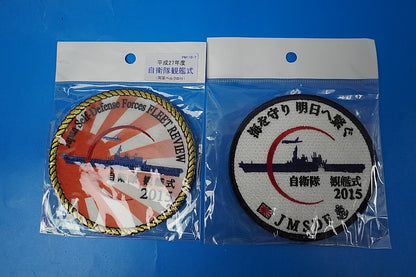 平成27年度
自衛隊観艦式
Defense Forces FLEET REVIEW
自衛隊 観艦式
2015
海を守り 明日へ繋ぐ
自衛隊 観艦式
2015
JMSDF